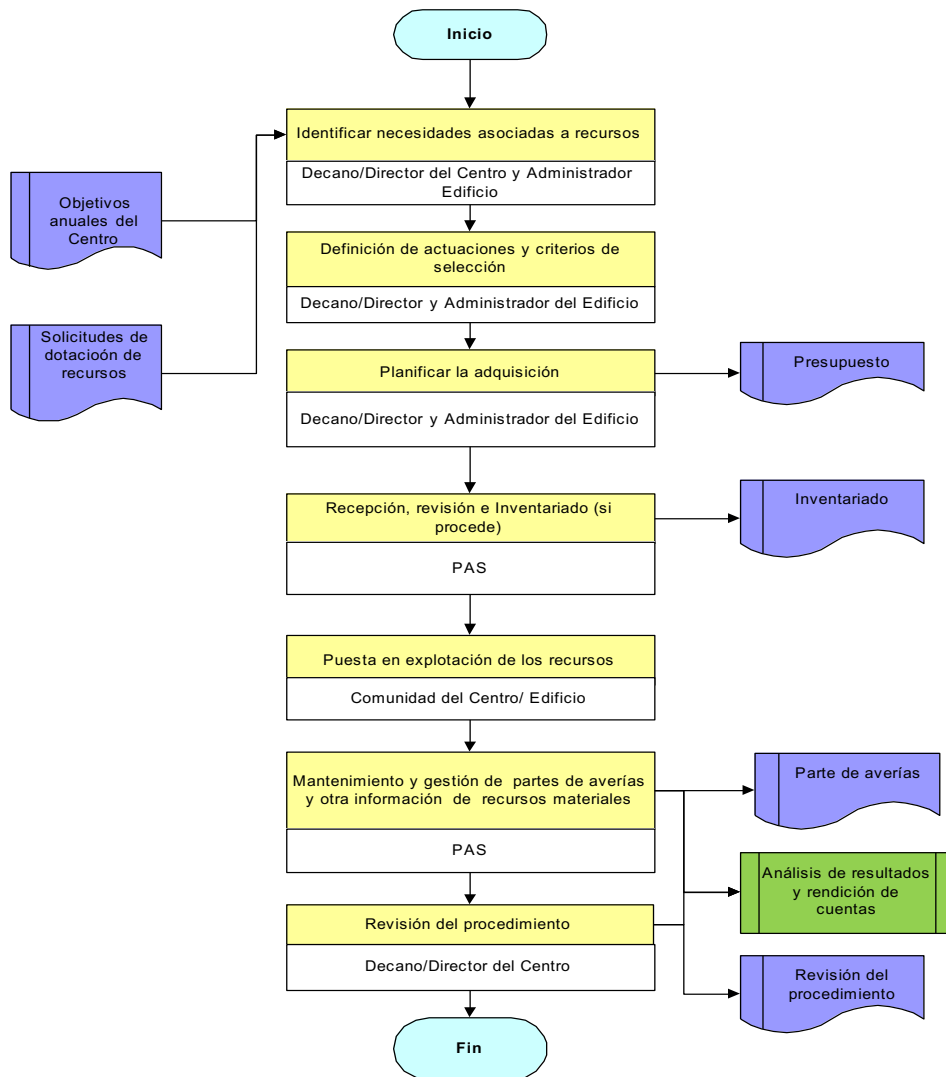 Inicio
Identificar necesidades asociadas a recursos
Decano/Director del Centro y Administrador
Edificio
Objetivos
anuales del
Centro
Definición de actuaciones y criterios de
selección
Decano/Director y Administrador del Edificio
Solicitudes de
dotacioón de
recursos
Planificar la adquisición
Decano/Director y Administrador del Edificio
Presupuesto
Recepción, revisión e Inventariado (si
procede)
PAS
Inventariado
Puesta en explotación de los recursos
Comunidad del Centro/ Edificio
Mantenimiento y gestión de partes de averías
y otra información de recursos materiales
PAS
Parte de averías
Análisis de resultados
y rendición de
cuentas
Revisión del procedimiento
Decano/Director del Centro
Revisión del
procedimiento
Fin